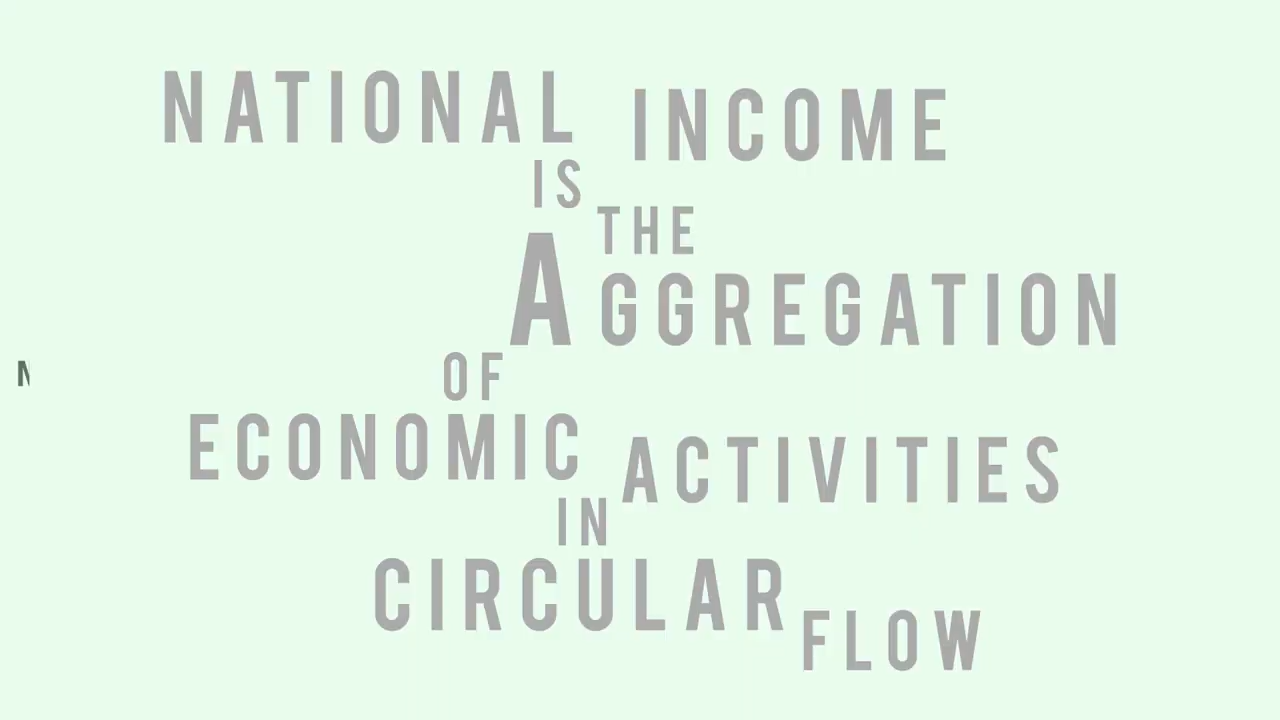 NATIONAL INCOME
IS
THE
AGGREGATION
OF
ECONOMIC ACTIVITIES
IN
CIRCULAR
FLOW